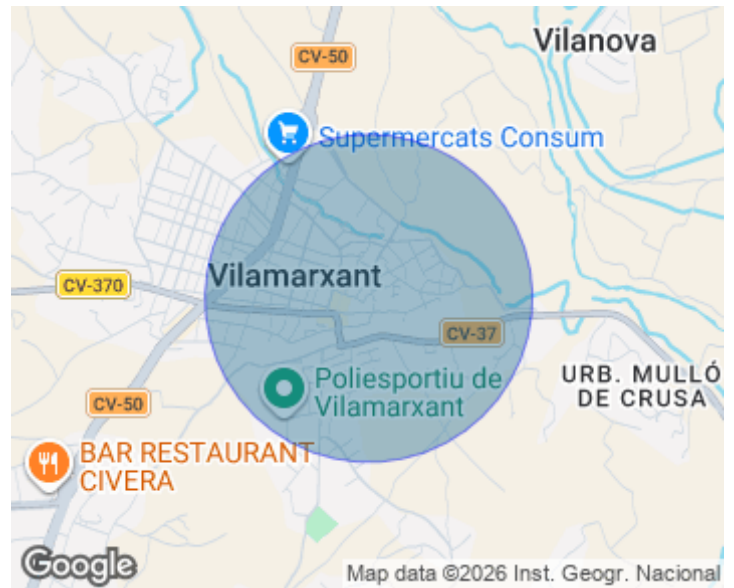 CV-50
Vilanova
Supermercats Consum
CV-370
Vilamarxant
CV-37
Poliesportiu de
Vilamarxant
URB. MULLÓ
DE CRUSA
CV-50
BAR RESTAURANT
CIVERA
Google
Map data ©2026 Inst. Geogr. Nacional